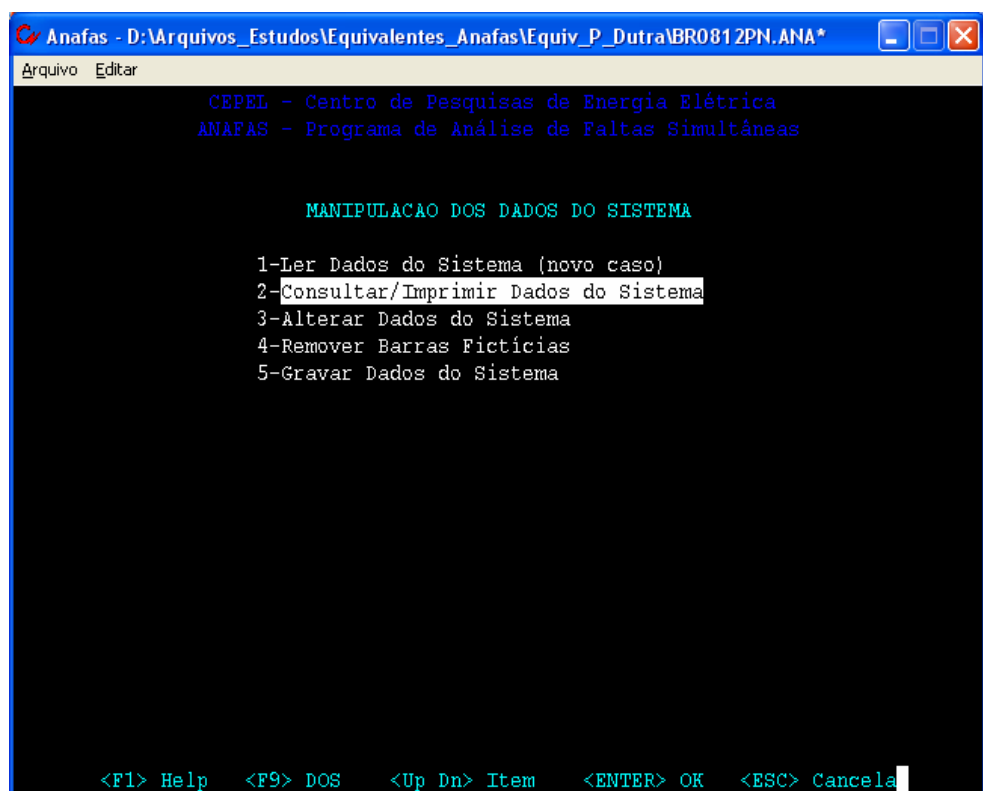 Anafas - D:\Arquivos_Estudos\Equivalentes_Anafas\Equiv_P_Dutra\BR0812PN.ANA*
Arquivo Editar
CEPEL - Centro de Pesquisas de Energia Elétrica
ANAFAS - Programa de Análise de Faltas Simultâneas
MANIPULACAO DOS DADOS DO SISTEMA
1-Ler Dados do Sistema (novo caso)
2-Consultar/Imprimir Dados do Sistema
3-Alterar Dados do Sistema
4-Remover Barras Fictícias
5-Gravar Dados do Sistema
<F1> Help <F9> DOS <Up Dn> Item <ENTER> OK <ESC> Cancela